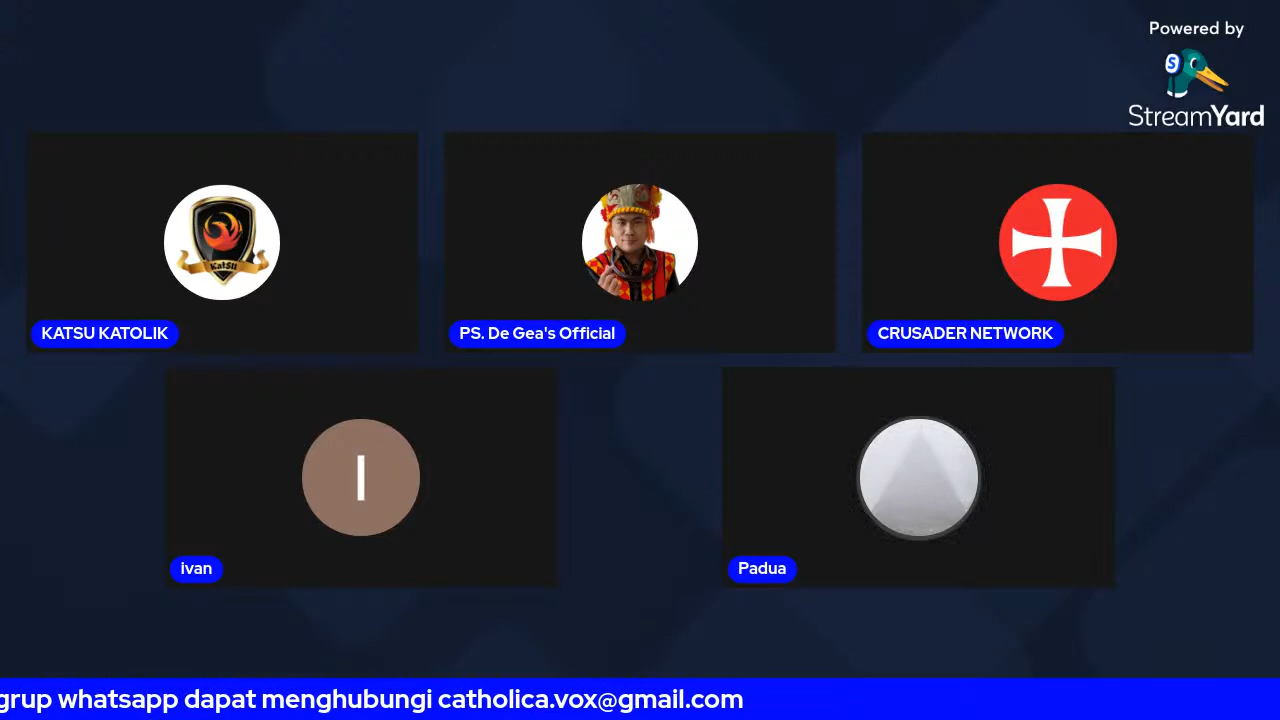 Powered by
S
StreamYard
KatSu
KATSU KATOLIK
PS. De Gea's Official
CRUSADER NETWORK
I
ivan
Padua
grup whatsapp dapat menghubungi catholica.vox@gmail.com